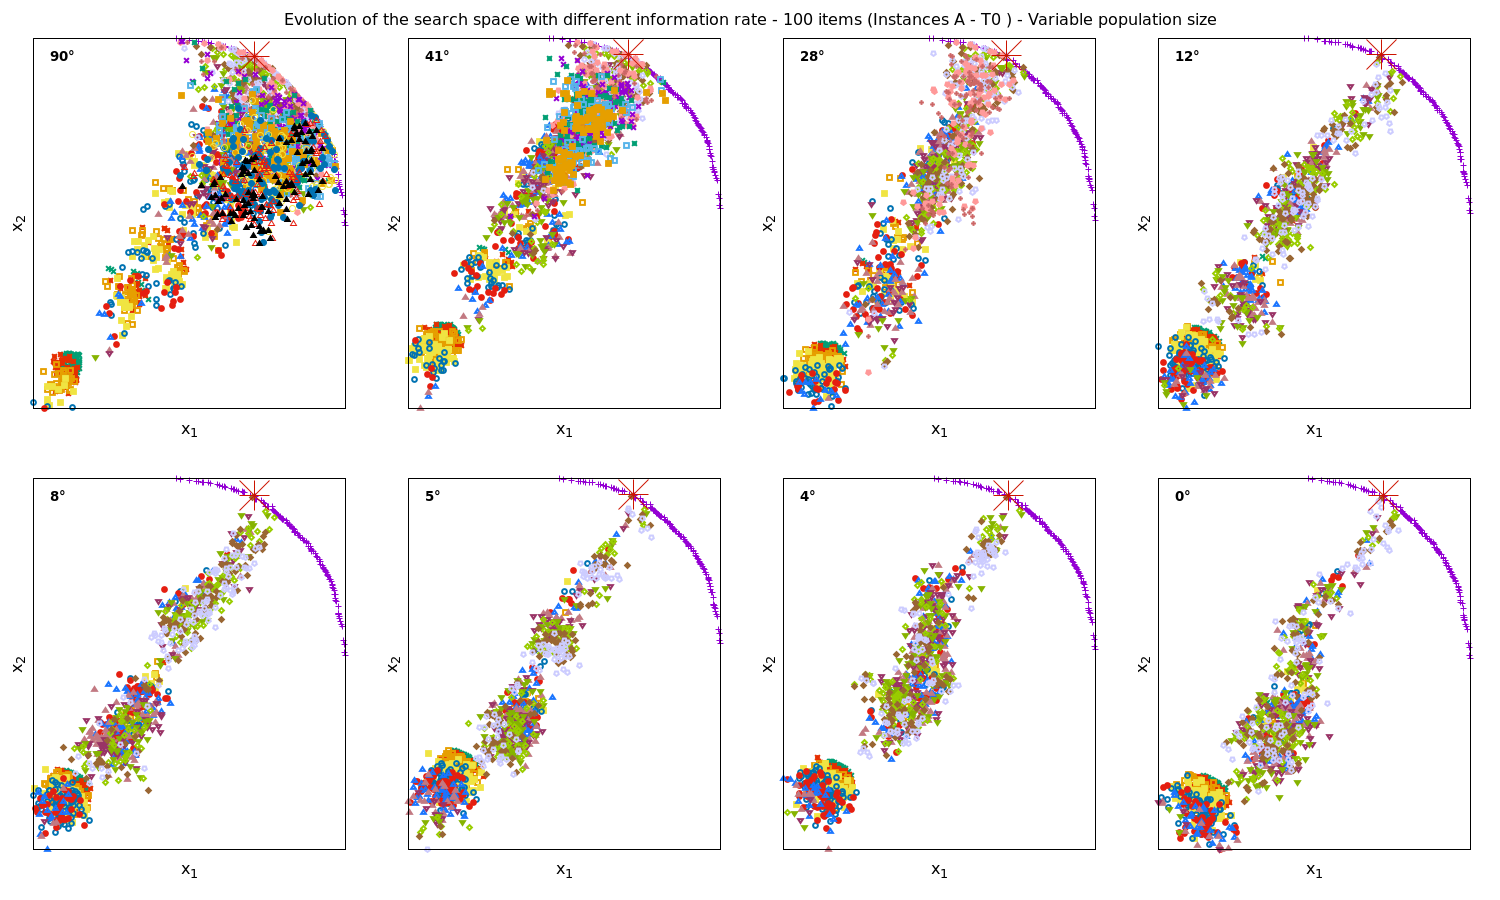 Evolution of the search space with different information rate - 100 items (Instances A - T0 ) - Variable population size
90°
41°
28°
12°
x2
x2
x2
x2
x1
x1
x1
x1
8°
5°
4°
0°
x2
x2
x2
x2
x1
x1
x1
x1